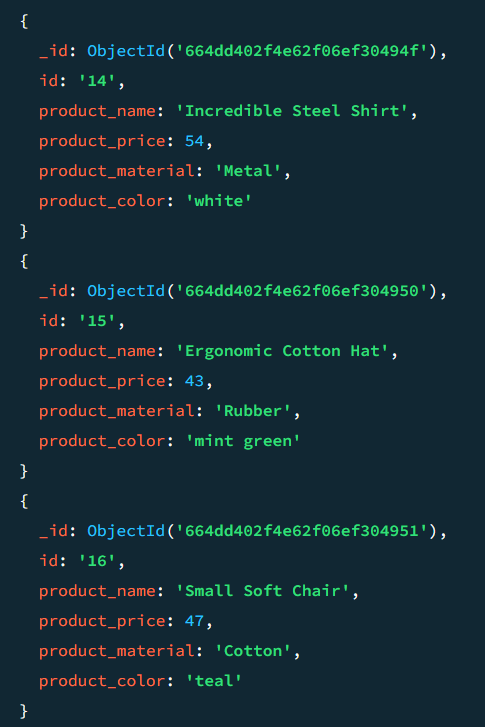 {
  _id: ObjectId('664dd402f4e62f06ef30494f'),
  id: '14',
  product_name: 'Incredible Steel Shirt',
  product_price: 54,
  product_material: 'Metal',
  product_color: 'white'
}
{
  _id: ObjectId('664dd402f4e62f06ef304950'),
  id: '15',
  product_name: 'Ergonomic Cotton Hat',
  product_price: 43,
  product_material: 'Rubber',
  product_color: 'mint green'
}
{
  _id: ObjectId('664dd402f4e62f06ef304951'),
  id: '16',
  product_name: 'Small Soft Chair',
  product_price: 47,
  product_material: 'Cotton',
  product_color: 'teal'
}